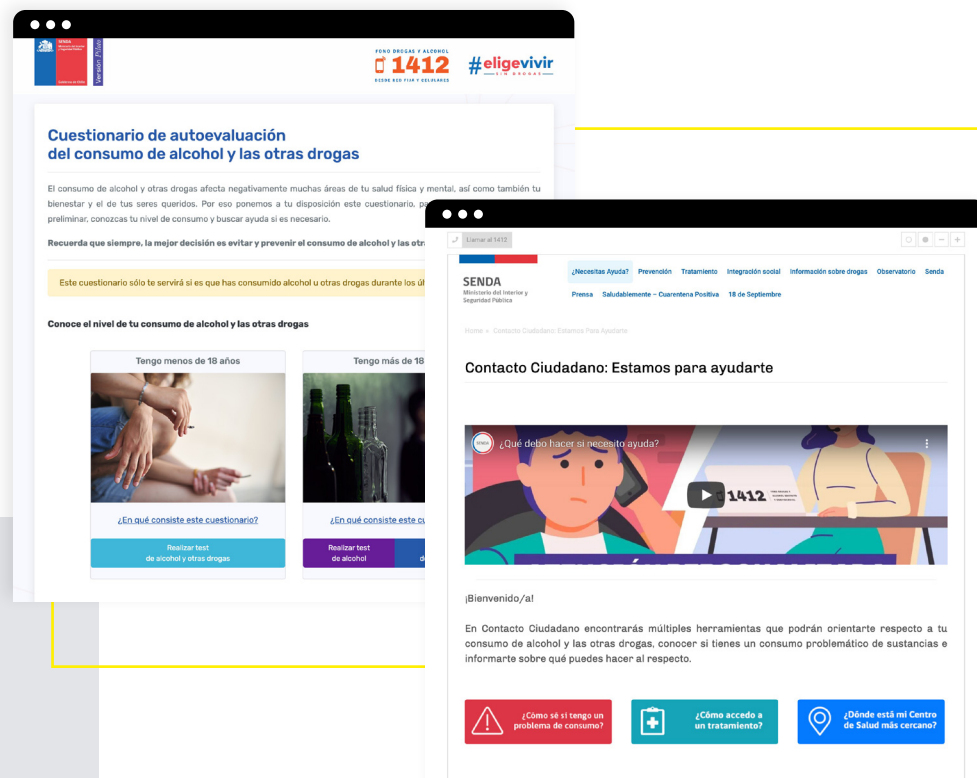 SENDA
Ministerio del Interior
y Seguridad Pública
Gobierno de Chile
Versión Piloto
FONO DROGAS Y ALCOHOL
1412
DESDE RED FIJA Y CELULARES
#eligevivir
SIN DROGAS
Cuestionario de autoevaluación
del consumo de alcohol y las otras drogas
El consumo de alcohol y otras drogas afecta negativamente muchas áreas de tu salud física y mental, así como también tu
bienestar y el de tus seres queridos. Por eso ponemos a tu disposición este cuestionario,
preliminar, conozcas tu nivel de consumo y buscar ayuda si es necesario.
Recuerda que siempre, la mejor decisión es evitar y prevenir el consumo de alcohol y las
Este cuestionario sólo te servirá si es que has consumido alcohol u otras drogas durante los
Conoce el nivel de tu consumo de alcohol y las otras drogas
Tengo menos de 18 años
¿En qué consiste este cuestionario?
Realizar test
de alcohol y otras drogas
Tengo más de 18
¿En qué consiste este
Realizar test
de alcohol
Llamar al 1412
SENDA
Ministerio del Interior y
Seguridad Pública
¿Necesitas Ayuda? Prevención Tratamiento Integración social Información sobre drogas Observatorio Senda
Prensa Saludablemente – Cuarentena Positiva 18 de Septiembre
Home » Contacto Ciudadano: Estamos Para Ayudarte
Contacto Ciudadano: Estamos para ayudarte
SENDA
¿Qué debo hacer si necesito ayuda?
1412
¡Bienvenido/a!
En Contacto Ciudadano encontrarás múltiples herramientas que podrán orientarte respecto a tu
consumo de alcohol y las otras drogas, conocer si tienes un consumo problemático de sustancias e
informarte sobre qué puedes hacer al respecto.
¿Cómo sé si tengo un
problema de consumo?
¿Cómo accedo a
un tratamiento?
¿Dónde está mi Centro
de Salud más cercano?